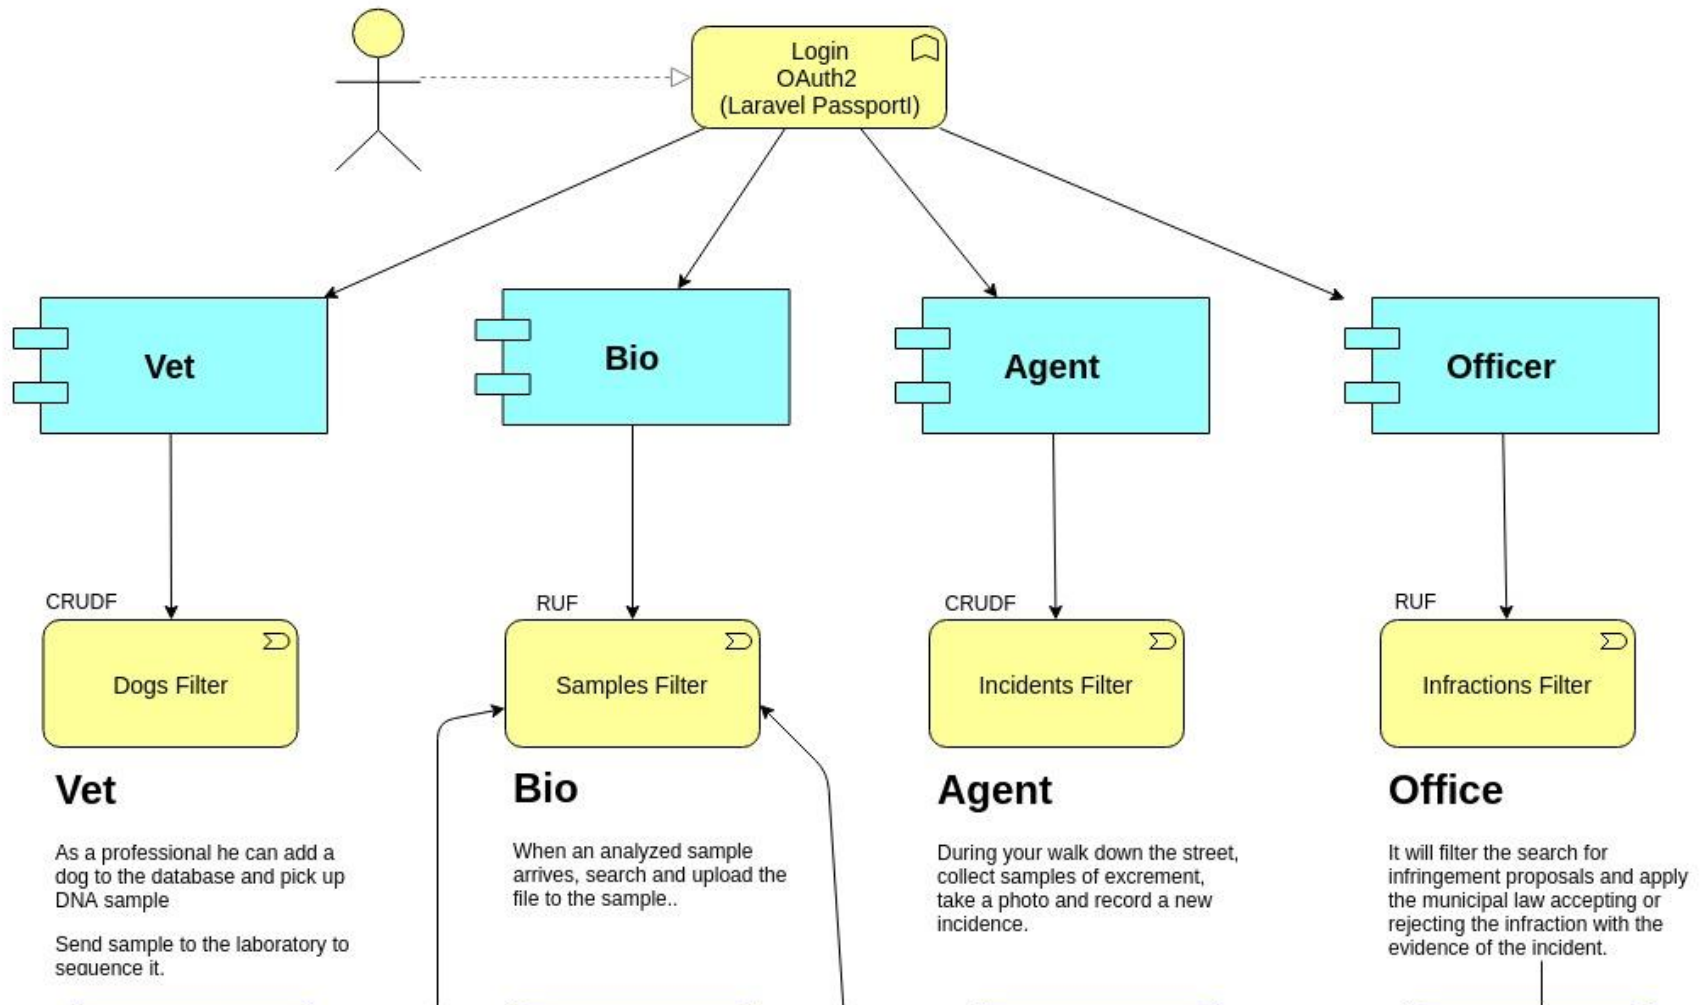 Login
OAuth2
(Laravel PassportI)
Vet
Bio
Agent
Officer
CRUDF
RUF
CRUDF
RUF
Dogs Filter
Samples Filter
Incidents Filter
Infractions Filter
Vet
As a professional he can add a
dog to the database and pick up
DNA sample
Send sample to the laboratory to
sequence it.
Bio
When an analyzed sample
arrives, search and upload the
file to the sample..
Agent
During your walk down the street,
collect samples of excrement,
take a photo and record a new
incidence.
Office
It will filter the search for
infringement proposals and apply
the municipal law accepting or
rejecting the infraction with the
evidence of the incident.